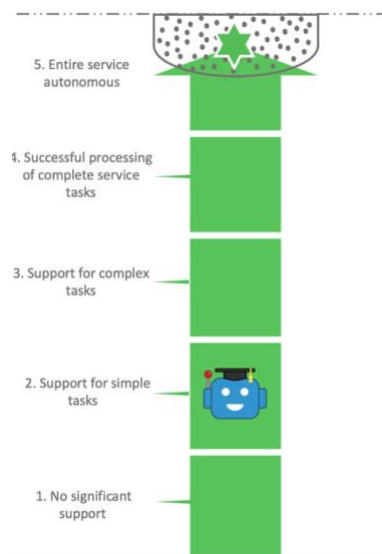 5. Entire service
autonomous
4. Successful processing
of complete service
tasks
3. Support for complex
tasks
2. Support for simple
tasks
1. No significant
support